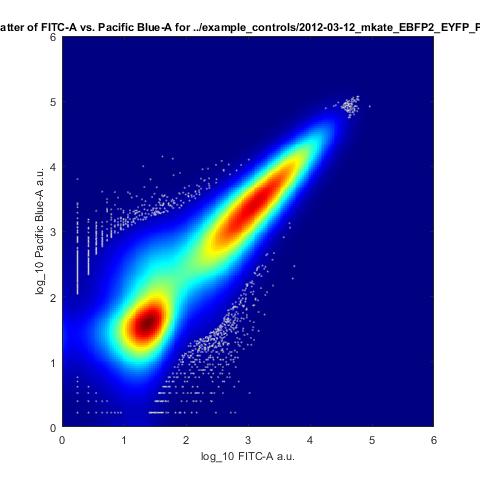 atter of FITC-A vs. Pacific Blue-A for ../example_controls/2012-03-12_mkate_EBFP2_EYFP_P
6
5
4
3
2
1
0
log_10 Pacific Blue-A a.u.
0 1 2 3 4 5 6
log_10 FITC-A a.u.